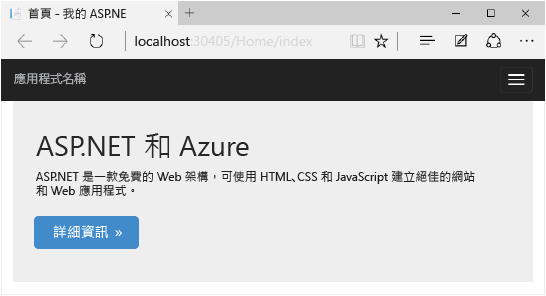 首頁 - 我的 ASP.NE
localhost:30405/Home/index
應用程式名稱
ASP.NET 和 Azure
ASP.NET 是一款免費的 Web 架構，可使用 HTML、CSS 和 JavaScript 建立絕佳的網站
和 Web 應用程式。
詳細資訊 »